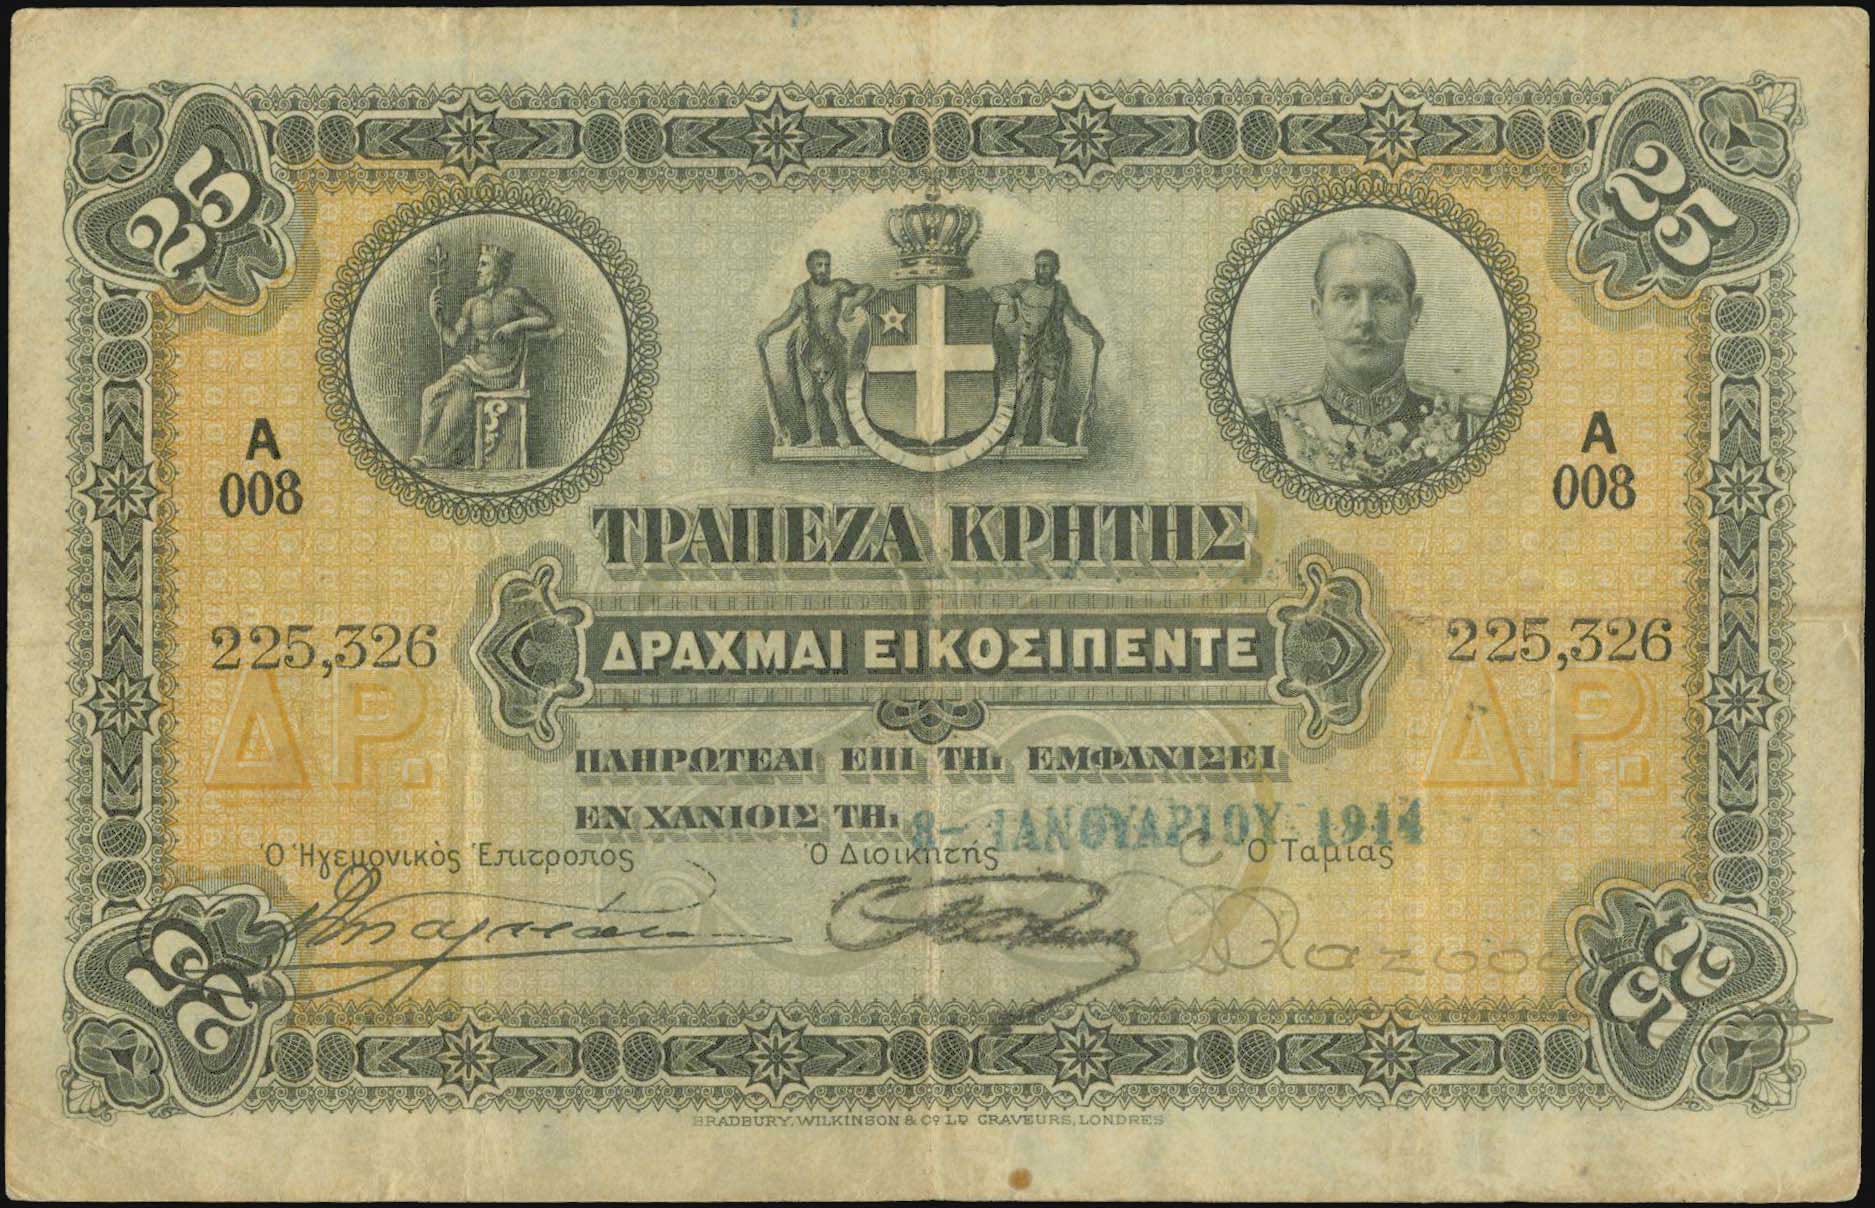 25 25
A A
008 008
ΤΡΑΠΕΖΑ ΚΡΗΤΗΣ
225,326 ΔΡΑΧΜΑΙ ΕΙΚΟΣΙΠΕΝΤΕ 225,326
ΔΡ. ΔΡ.
ΠΛΗΡΩΤΕΑΙ ΕΠΙ ΤΗι ΕΜΦΑΝΙΣΕΙ
ΕΝ ΧΑΝΙΟΙΣ ΤΗι 8- ΙΑΝΟΥΑΡΙΟΥ 1914
Ὁ Ἡγεμονικὸς Ἐπίτροπος Ὁ Διοικητής Ὁ Ταμίας
25 25
BRADBURY, WILKINSON & Cº Lᴰ GRAVEURS, LONDRES